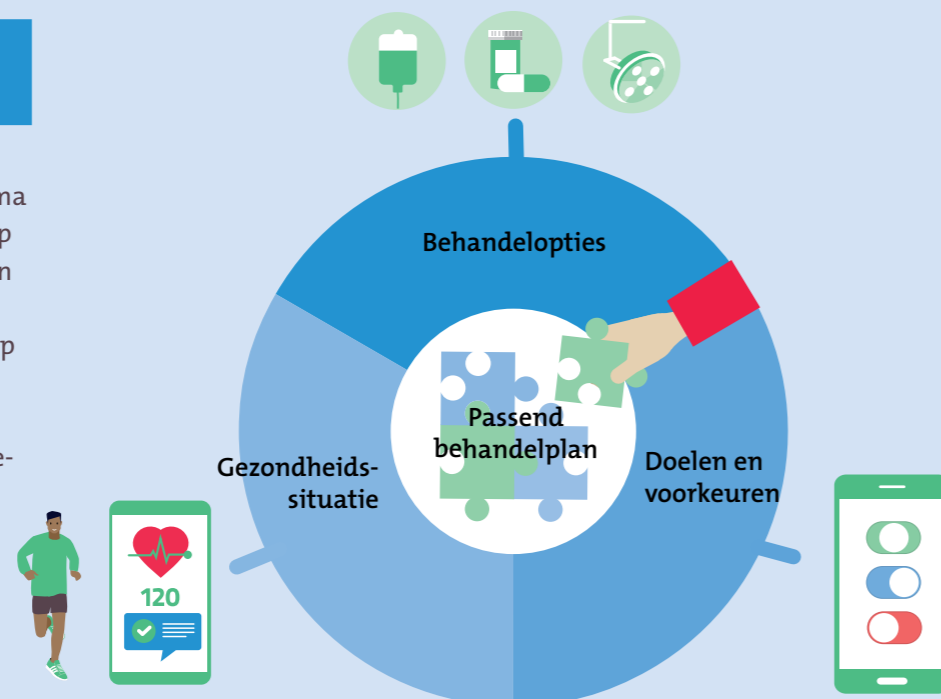 Behandelopties
Passend
behandelplan
Gezondheids-
situatie
Doelen en
voorkeuren
120